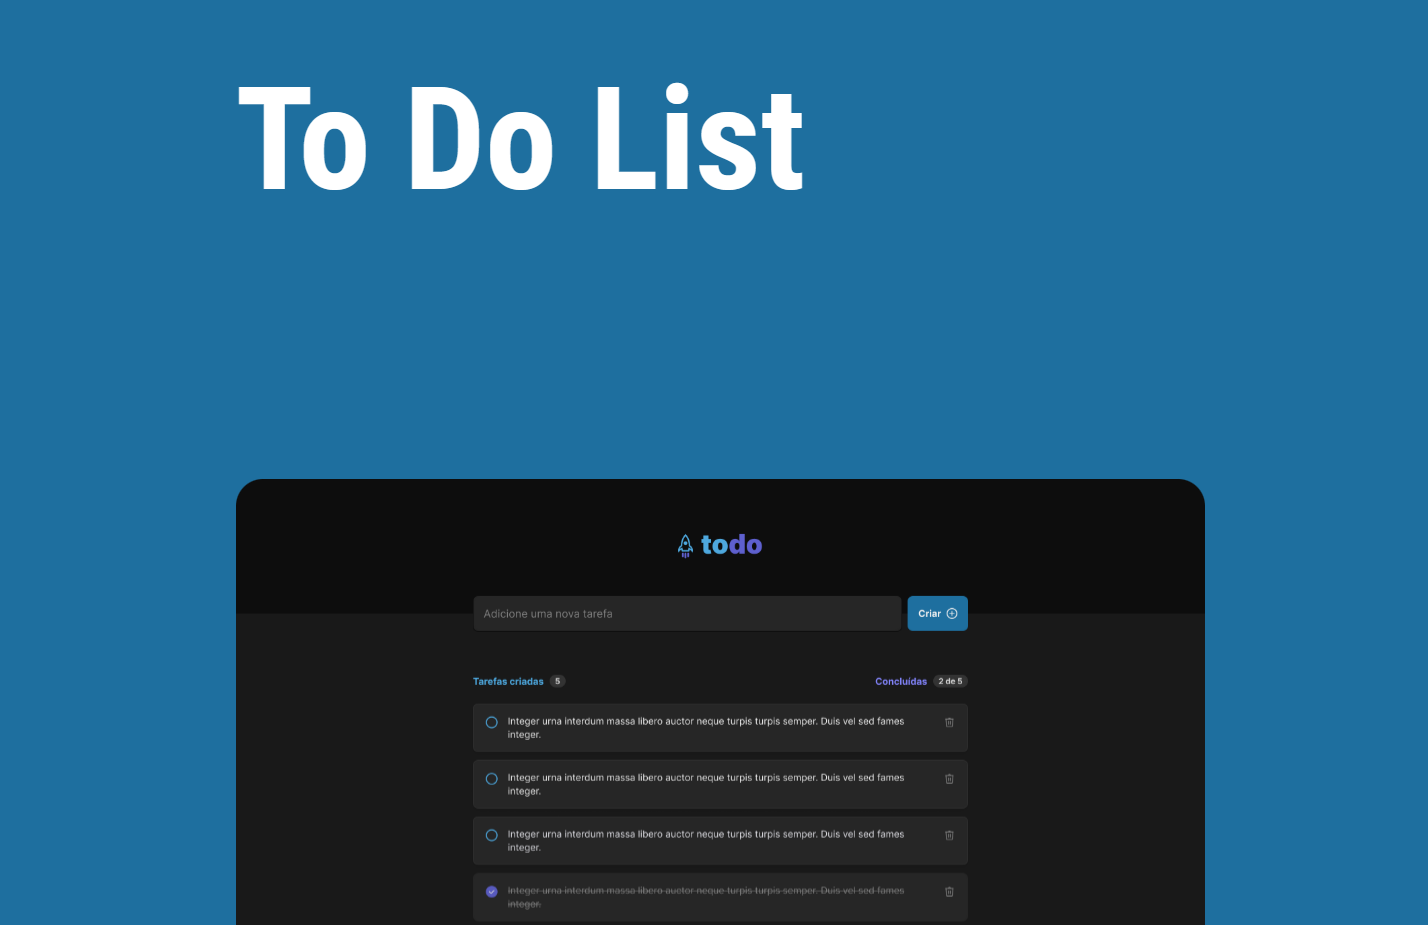 To Do List
todo
Adicione uma nova tarefa
Criar
Tarefas criadas 5
Concluídas 2 de 5
Integer urna interdum massa libero auctor neque turpis turpis semper. Duis vel sed fames
integer.
Integer urna interdum massa libero auctor neque turpis turpis semper. Duis vel sed fames
integer.
Integer urna interdum massa libero auctor neque turpis turpis semper. Duis vel sed fames
integer.
Integer urna interdum massa libero auctor neque turpis turpis semper. Duis vel sed fames
integer.